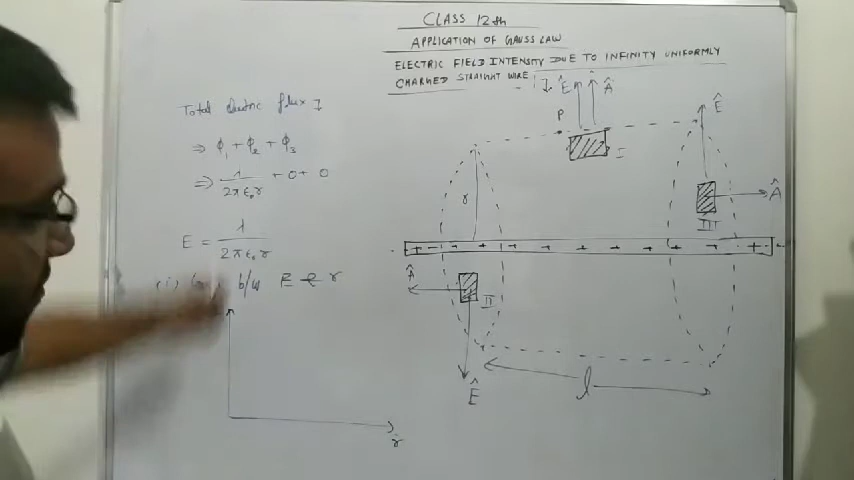 CLASS 12th
APPLICATION OF GAUSS LAW
ELECTRIC FIELD INTENSITY DUE TO INFINITY UNIFORMLY
CHARGED STRAIGHT WIRE
Total electric flux
⇒ ϕ₁ + ϕ₂ + ϕ₃
⇒ λ/2πε₀r + 0 + 0
E = λ/2πε₀r
(i) b/w E & r
r
P
Ê
Â
I
Ê
r
Â
III
+ + + + + + + + + + +
Â
II
Ê
l